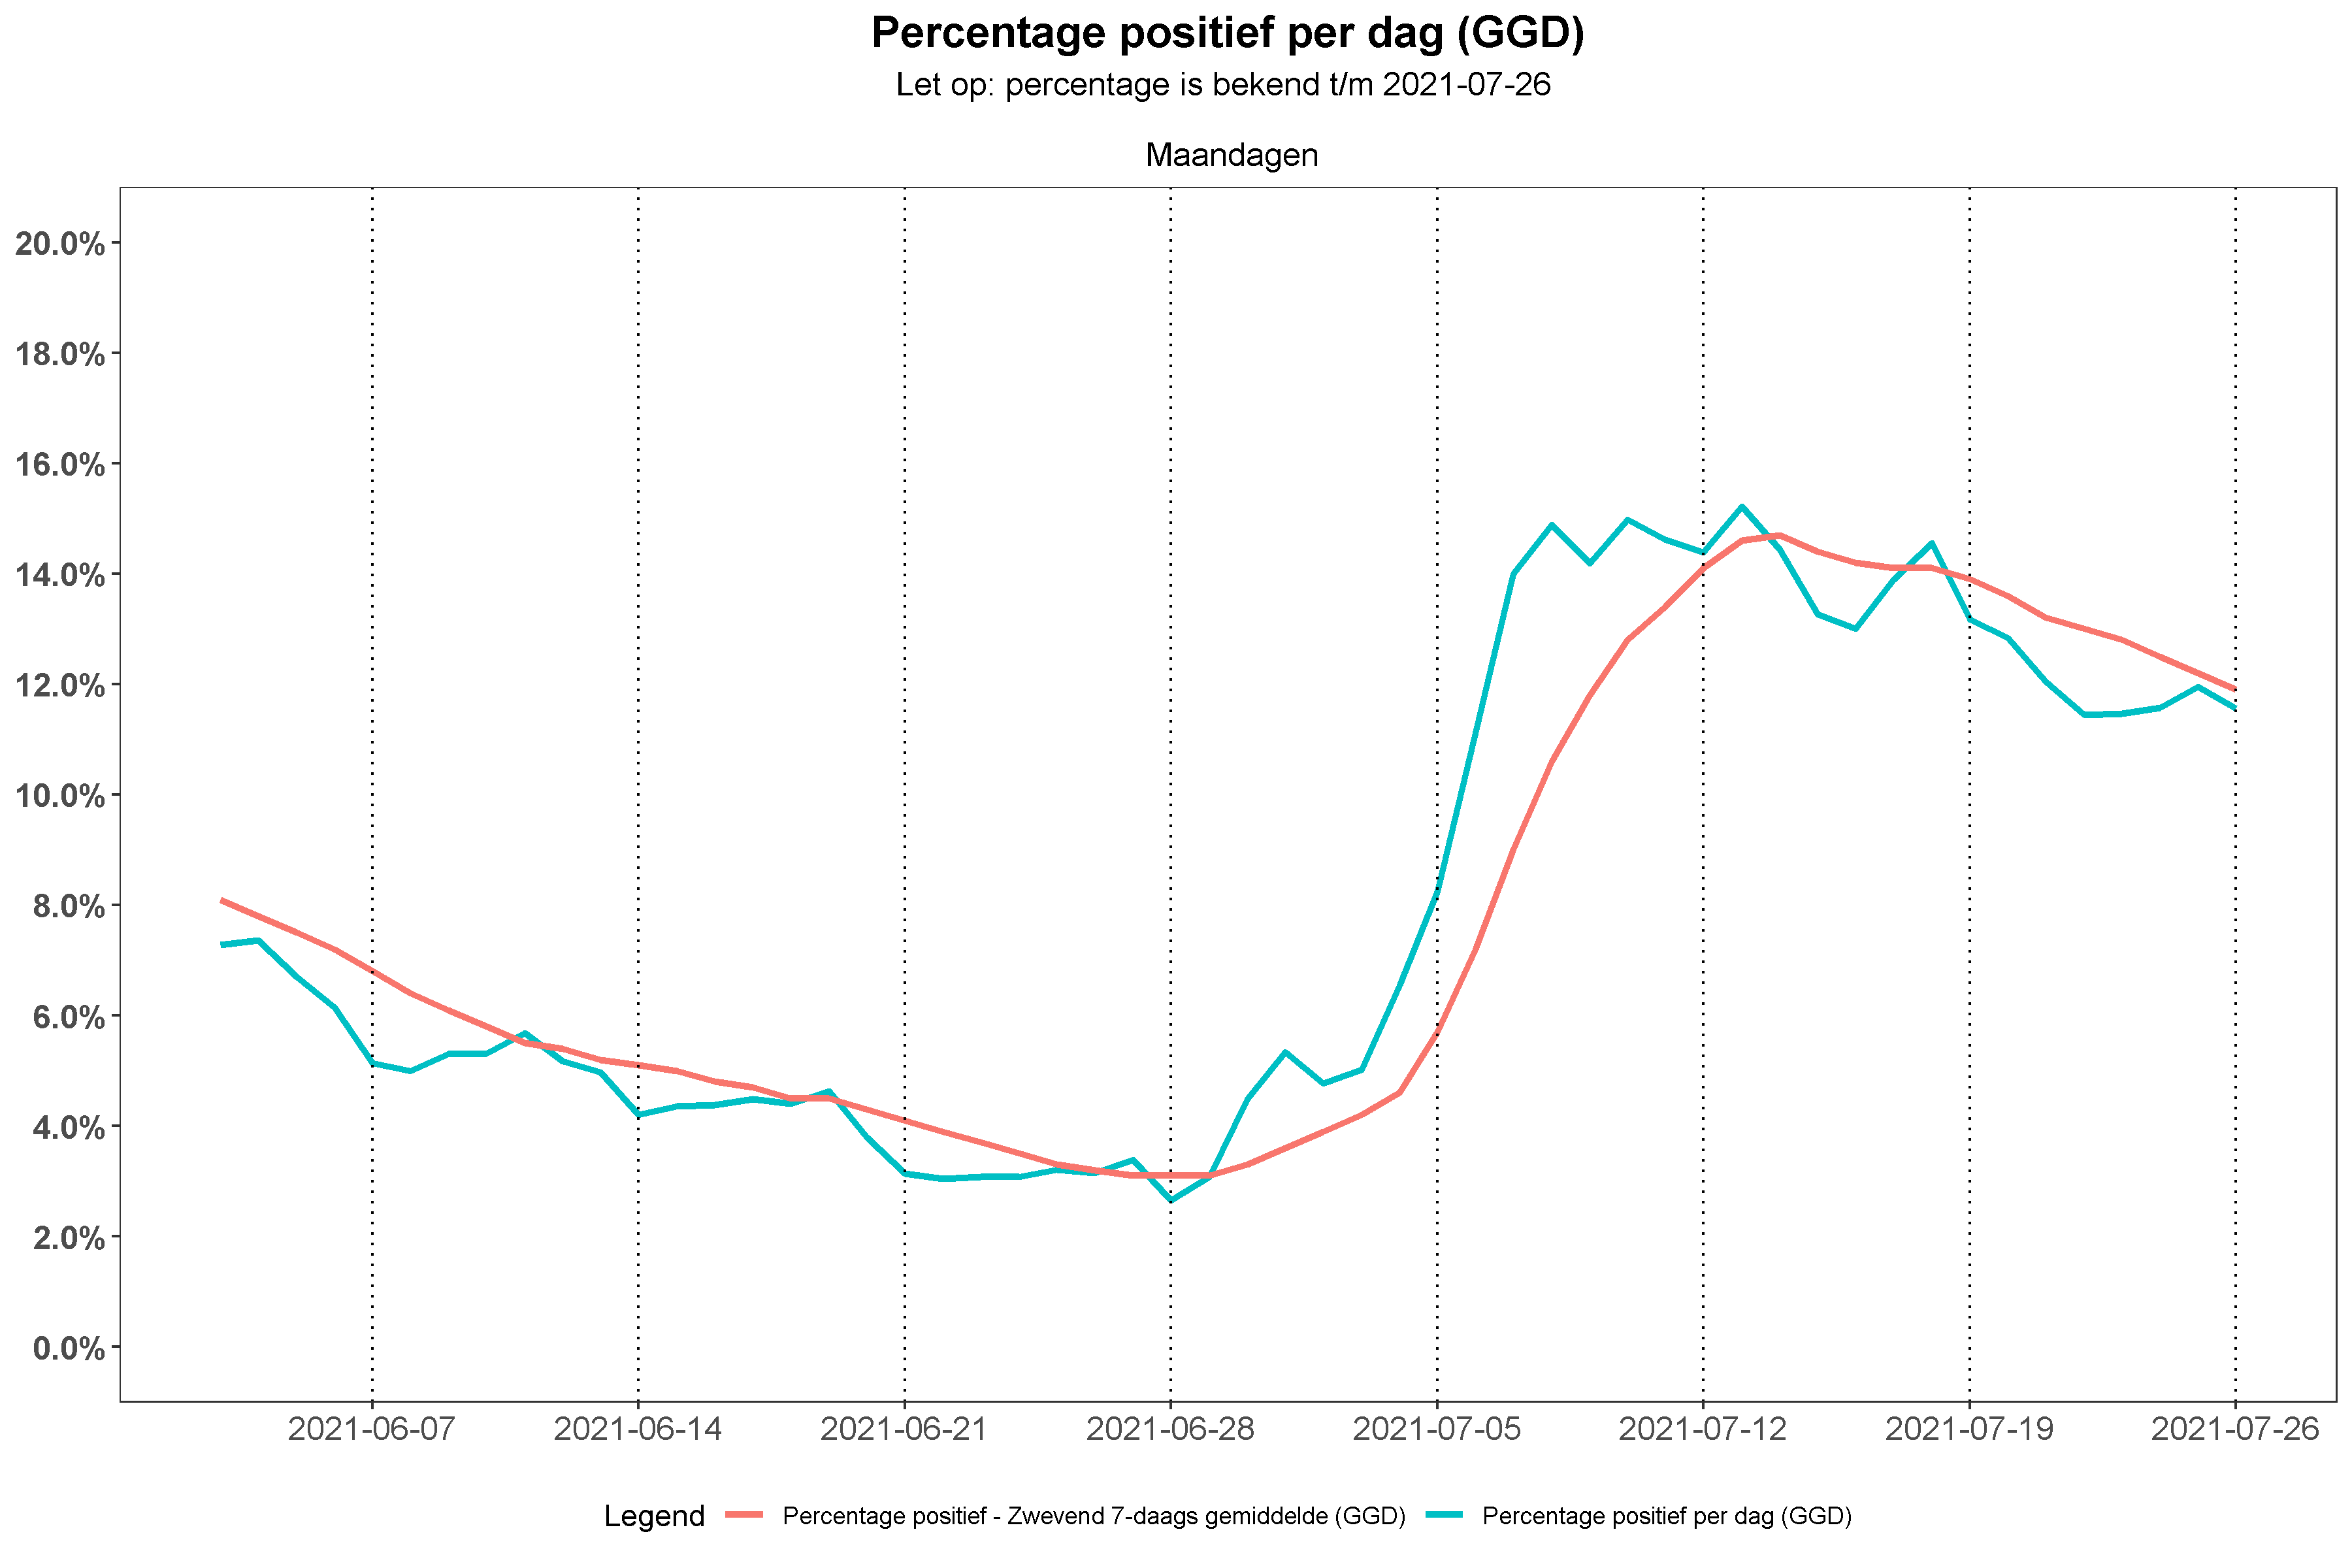 Percentage positief per dag (GGD)
Let op: percentage is bekend t/m 2021-07-26
Maandagen
20.0%
18.0%
16.0%
14.0%
12.0%
10.0%
8.0%
6.0%
4.0%
2.0%
0.0%
2021-06-07 2021-06-14 2021-06-21 2021-06-28 2021-07-05 2021-07-12 2021-07-19 2021-07-26
Legend Percentage positief - Zwevend 7-daags gemiddelde (GGD) Percentage positief per dag (GGD)